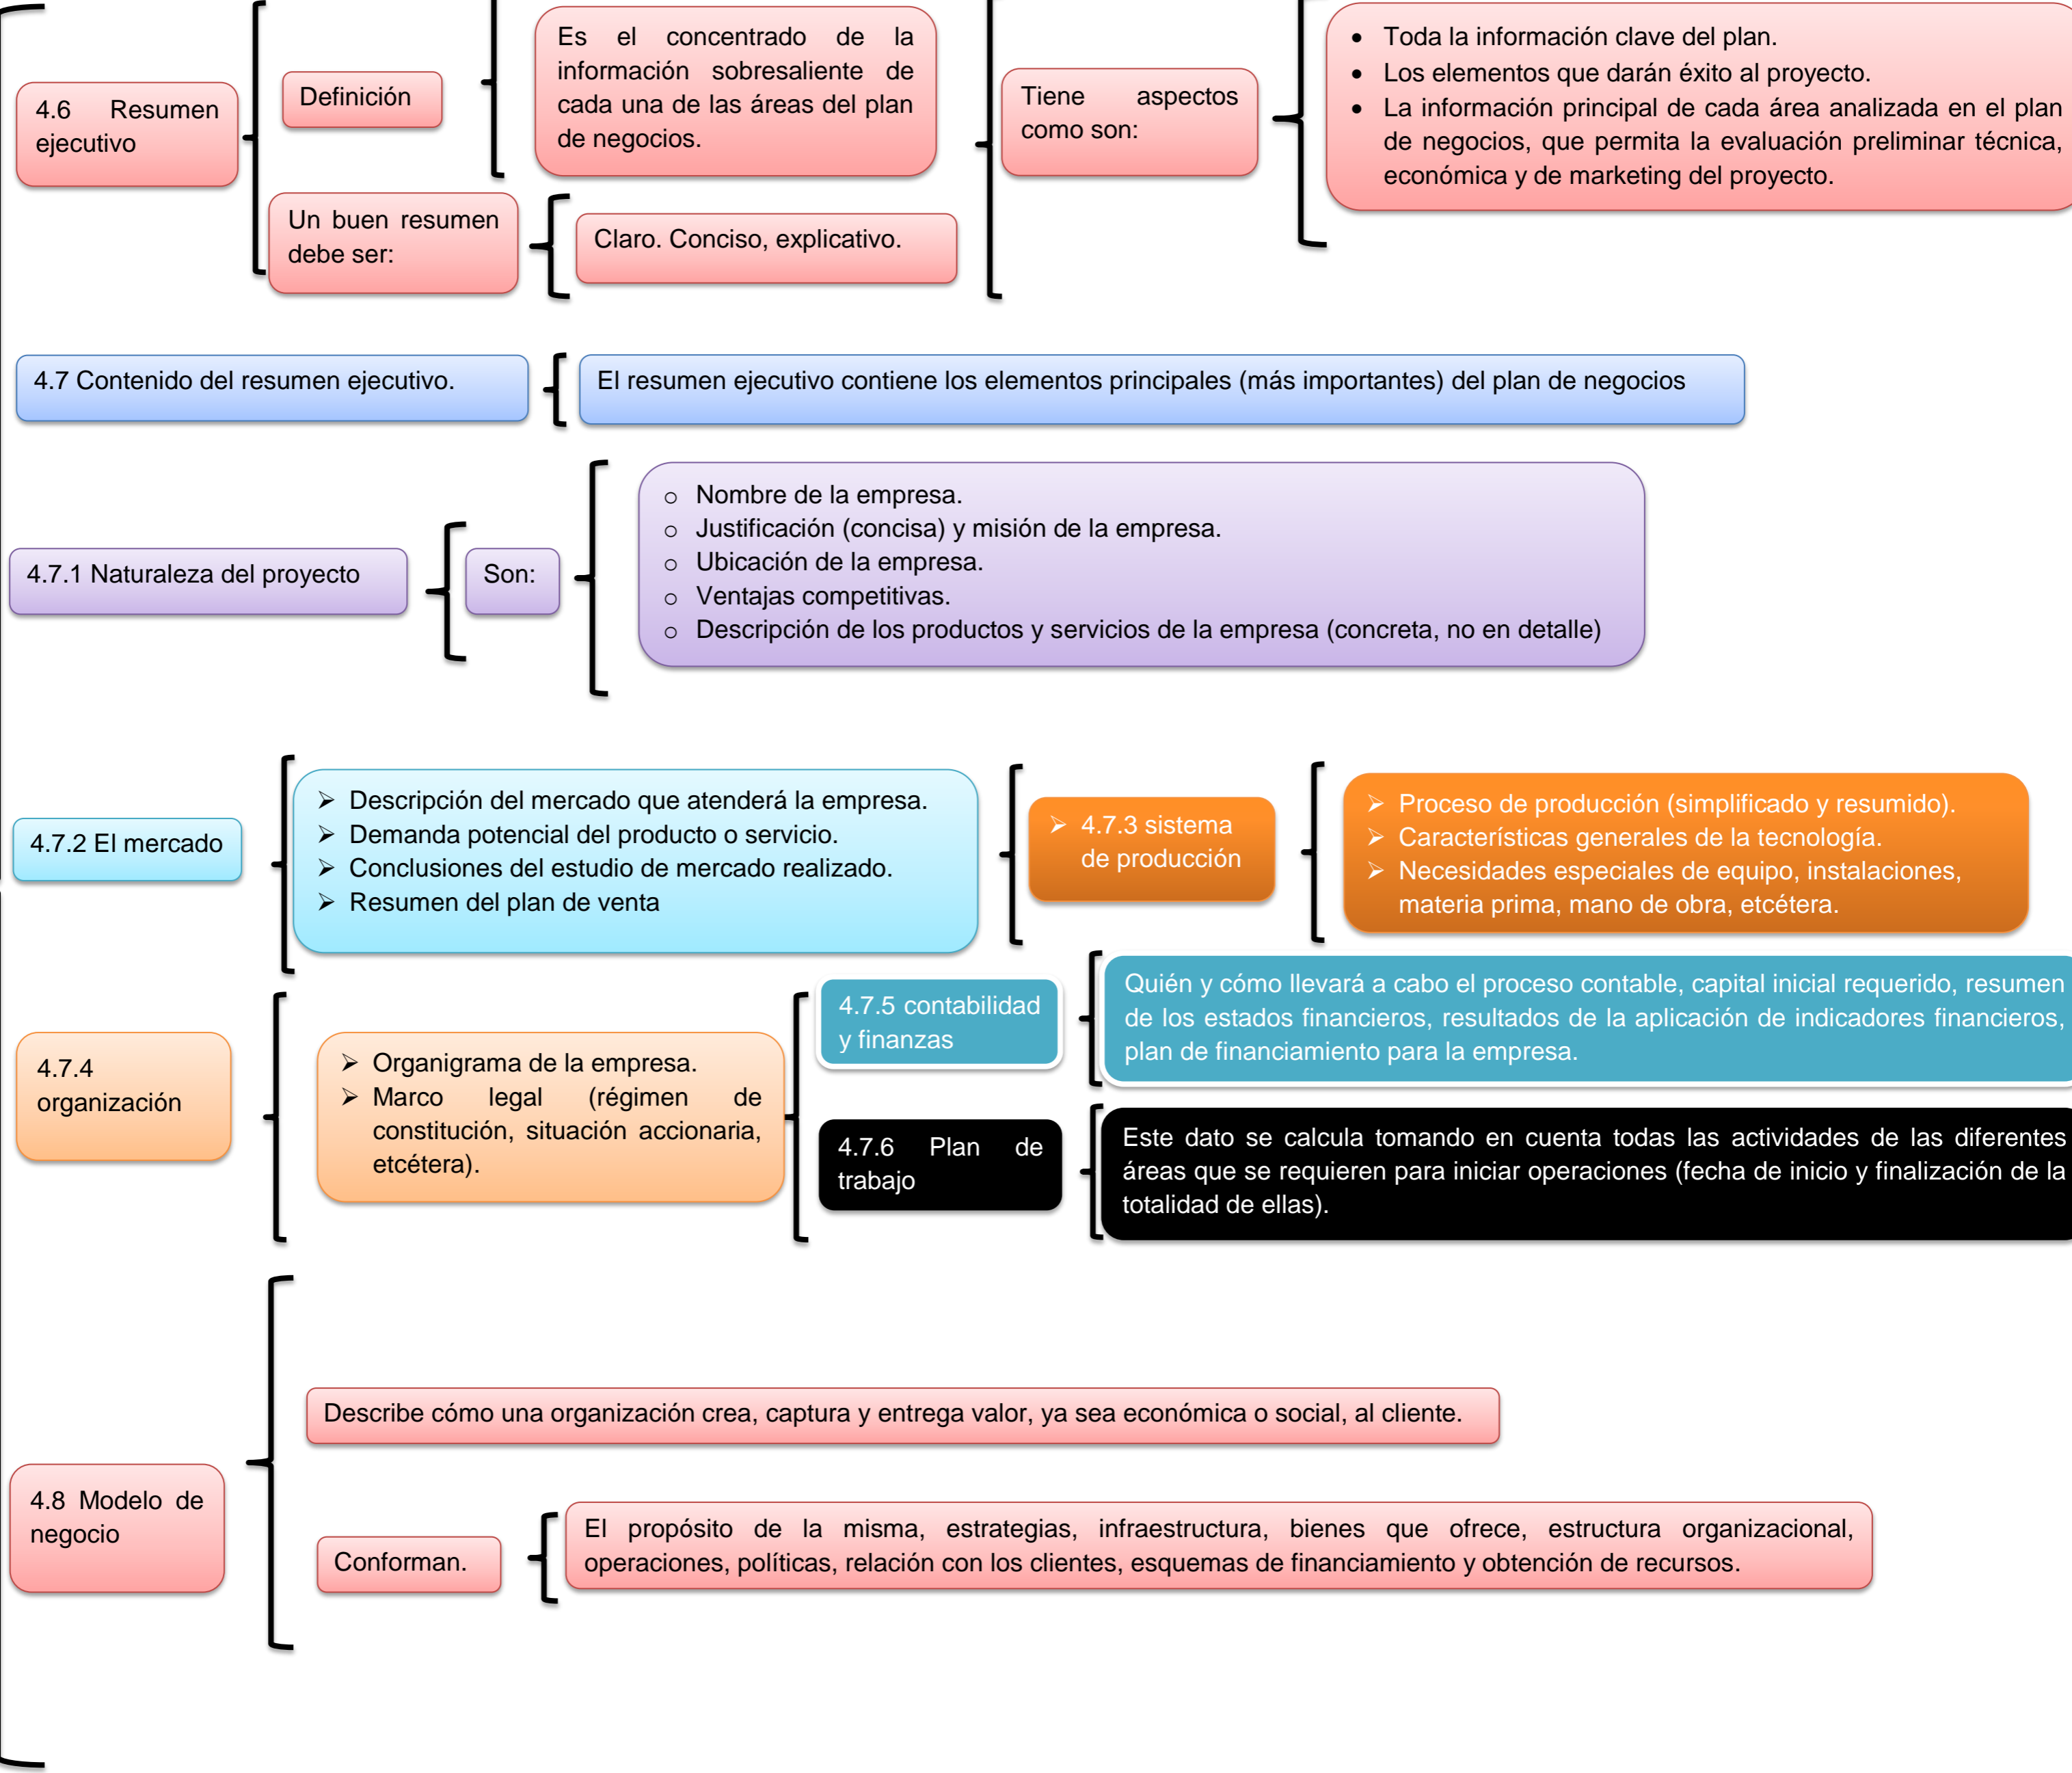 4.6 Resumen
ejecutivo
Definición
Es el concentrado de la
información sobresaliente de
cada una de las áreas del plan
de negocios.
Tiene aspectos
como son:
• Toda la información clave del plan.
• Los elementos que darán éxito al proyecto.
• La información principal de cada área analizada en el plan
de negocios, que permita la evaluación preliminar técnica,
económica y de marketing del proyecto.
Un buen resumen
debe ser:
Claro. Conciso, explicativo.
4.7 Contenido del resumen ejecutivo.
El resumen ejecutivo contiene los elementos principales (más importantes) del plan de negocios
4.7.1 Naturaleza del proyecto
Son:
o Nombre de la empresa.
o Justificación (concisa) y misión de la empresa.
o Ubicación de la empresa.
o Ventajas competitivas.
o Descripción de los productos y servicios de la empresa (concreta, no en detalle)
4.7.2 El mercado
➢ Descripción del mercado que atenderá la empresa.
➢ Demanda potencial del producto o servicio.
➢ Conclusiones del estudio de mercado realizado.
➢ Resumen del plan de venta
➢ 4.7.3 sistema
de producción
➢ Proceso de producción (simplificado y resumido).
➢ Características generales de la tecnología.
➢ Necesidades especiales de equipo, instalaciones,
materia prima, mano de obra, etcétera.
4.7.4
organización
➢ Organigrama de la empresa.
➢ Marco legal (régimen de
constitución, situación accionaria,
etcétera).
4.7.5 contabilidad
y finanzas
Quién y cómo llevará a cabo el proceso contable, capital inicial requerido, resumen
de los estados financieros, resultados de la aplicación de indicadores financieros,
plan de financiamiento para la empresa.
4.7.6 Plan de
trabajo
Este dato se calcula tomando en cuenta todas las actividades de las diferentes
áreas que se requieren para iniciar operaciones (fecha de inicio y finalización de la
totalidad de ellas).
4.8 Modelo de
negocio
Describe cómo una organización crea, captura y entrega valor, ya sea económica o social, al cliente.
Conforman.
El propósito de la misma, estrategias, infraestructura, bienes que ofrece, estructura organizacional,
operaciones, políticas, relación con los clientes, esquemas de financiamiento y obtención de recursos.